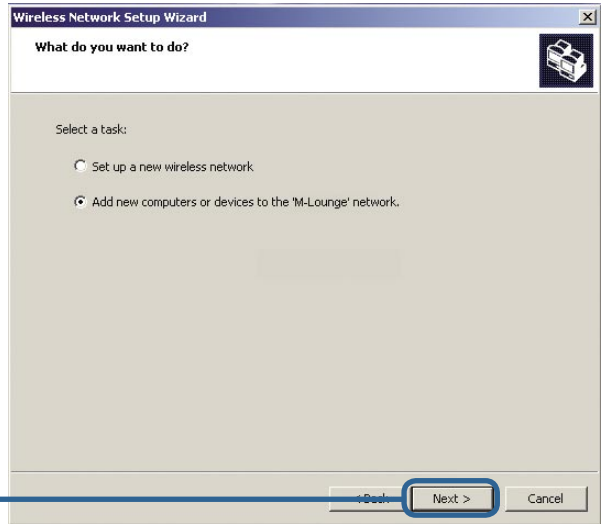 Wireless Network Setup Wizard
What do you want to do?
Select a task:
Set up a new wireless network
Add new computers or devices to the 'M-Lounge' network.
< Back
Next >
Cancel